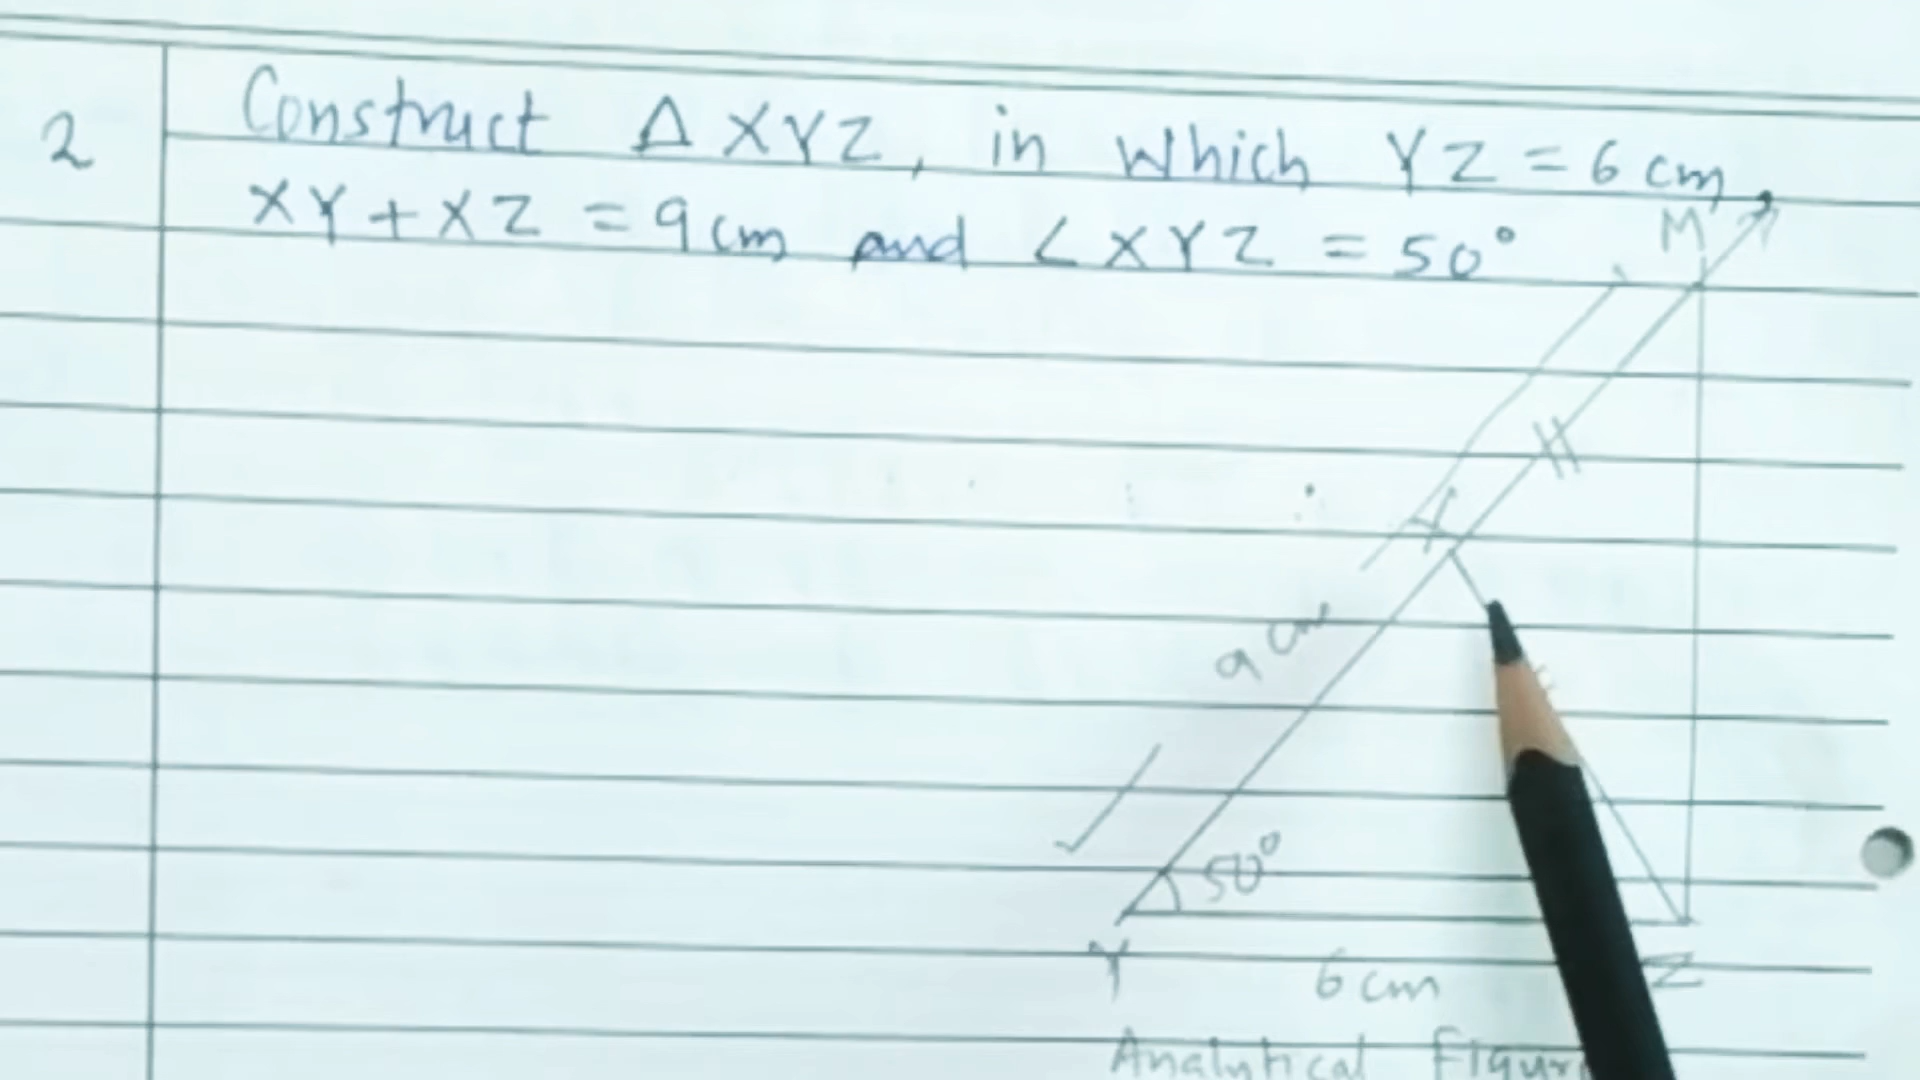 2 Construct Δ XYZ, in which YZ = 6 cm,
XY + XZ = 9 cm and ∠XYZ = 50°
M
X
9 cm
50°
Y 6 cm Z
Analytical